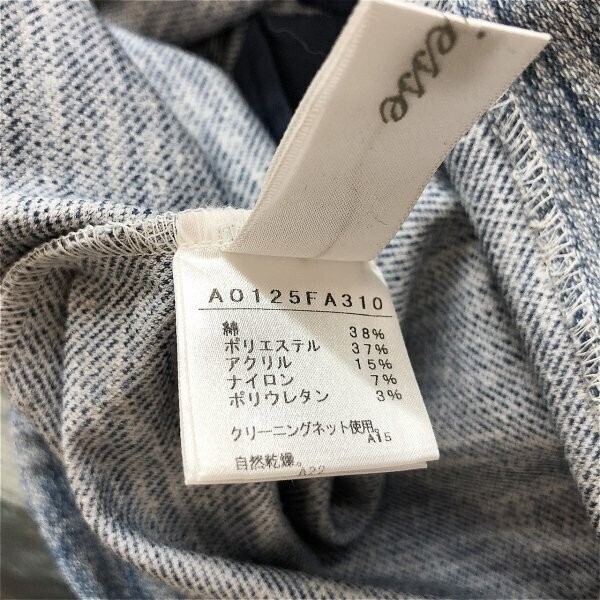 esse
A0125FA310
綿 38%
ポリエステル 37%
アクリル 15%
ナイロン 7%
ポリウレタン 3%
クリーニングネット使用。
A15
自然乾燥。
A22